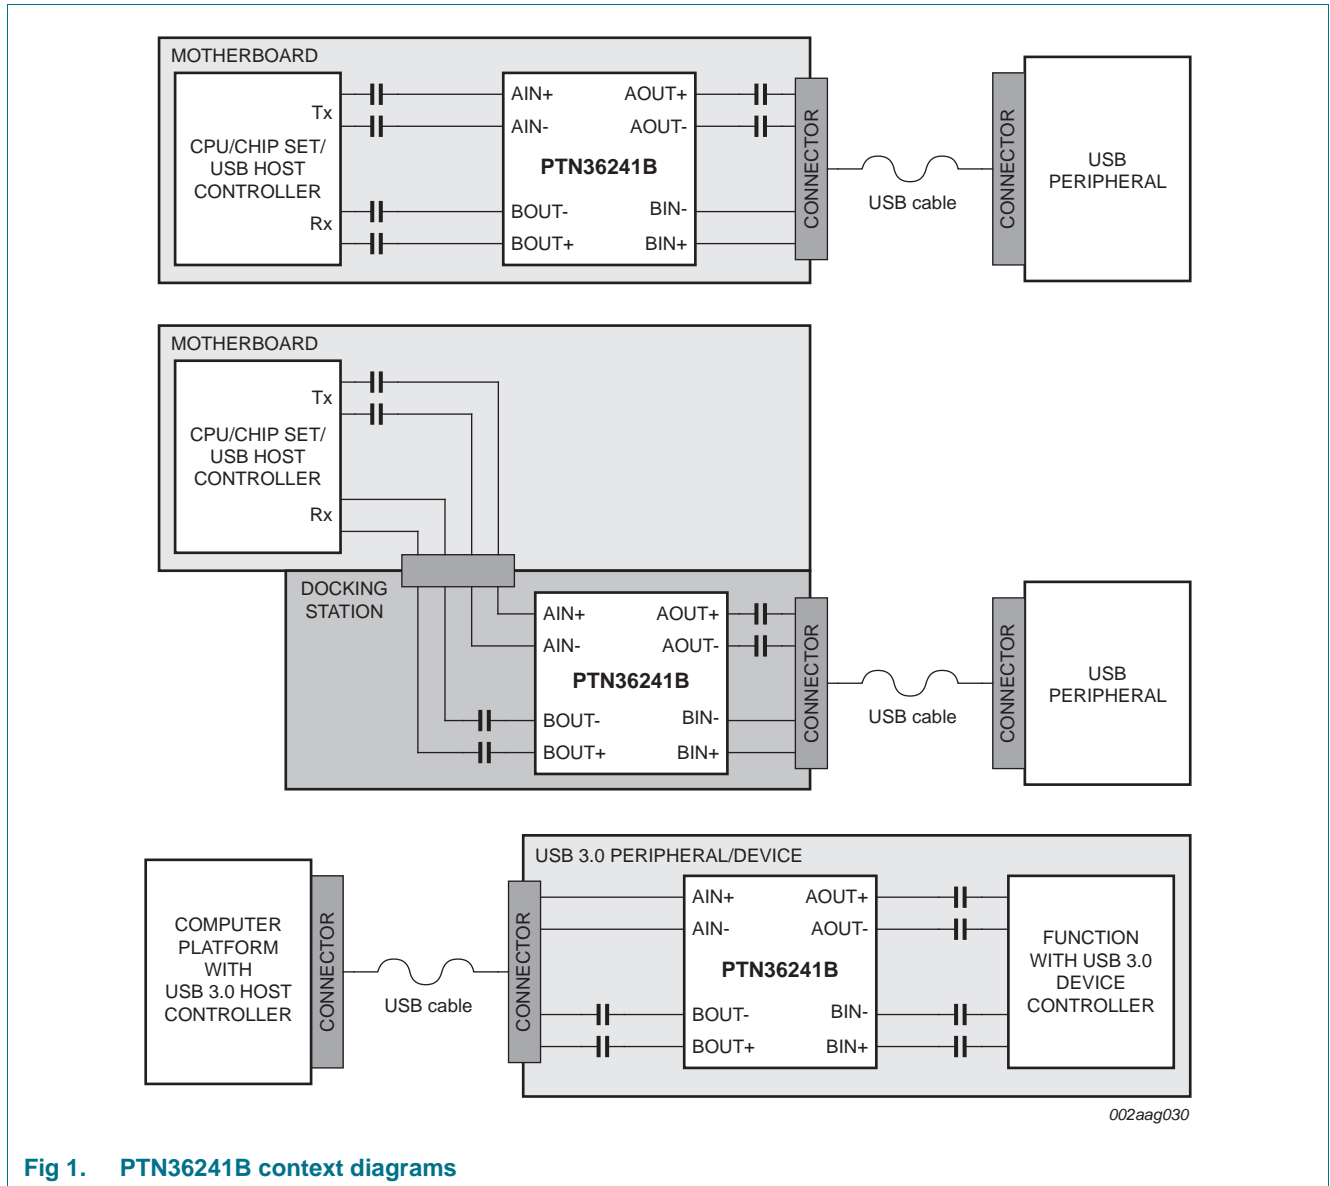 MOTHERBOARD
Tx
CPU/CHIP SET/
USB HOST
CONTROLLER
Rx
AIN+
AIN-
AOUT+
AOUT-
PTN36241B
BOUT-
BOUT+
BIN-
BIN+
CONNECTOR
USB cable
CONNECTOR
USB
PERIPHERAL
MOTHERBOARD
Tx
CPU/CHIP SET/
USB HOST
CONTROLLER
Rx
DOCKING
STATION
AIN+
AIN-
AOUT+
AOUT-
PTN36241B
BOUT-
BOUT+
BIN-
BIN+
CONNECTOR
USB cable
CONNECTOR
USB
PERIPHERAL
COMPUTER
PLATFORM
WITH
USB 3.0 HOST
CONTROLLER
CONNECTOR
USB cable
CONNECTOR
USB 3.0 PERIPHERAL/DEVICE
AIN+
AIN-
AOUT+
AOUT-
PTN36241B
BOUT-
BOUT+
BIN-
BIN+
FUNCTION
WITH USB 3.0
DEVICE
CONTROLLER
002aag030
Fig 1. PTN36241B context diagrams